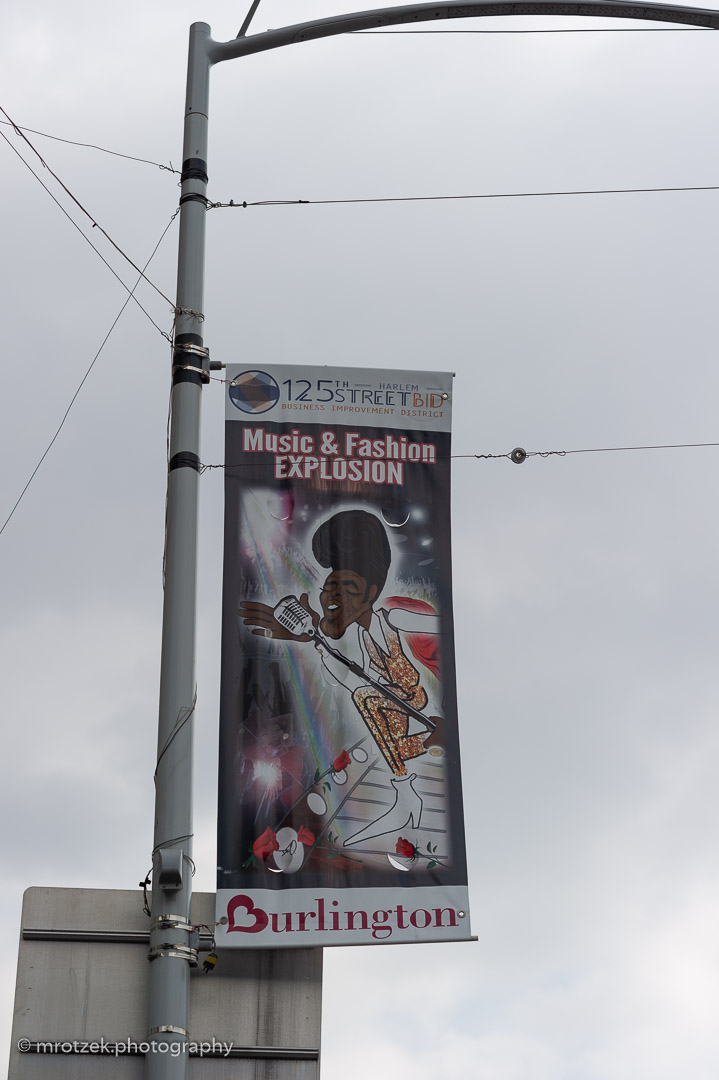 125TH HARLEM
STREET BID
BUSINESS IMPROVEMENT DISTRICT
Music & Fashion
EXPLOSION
Burlington
© mrotzek.photography